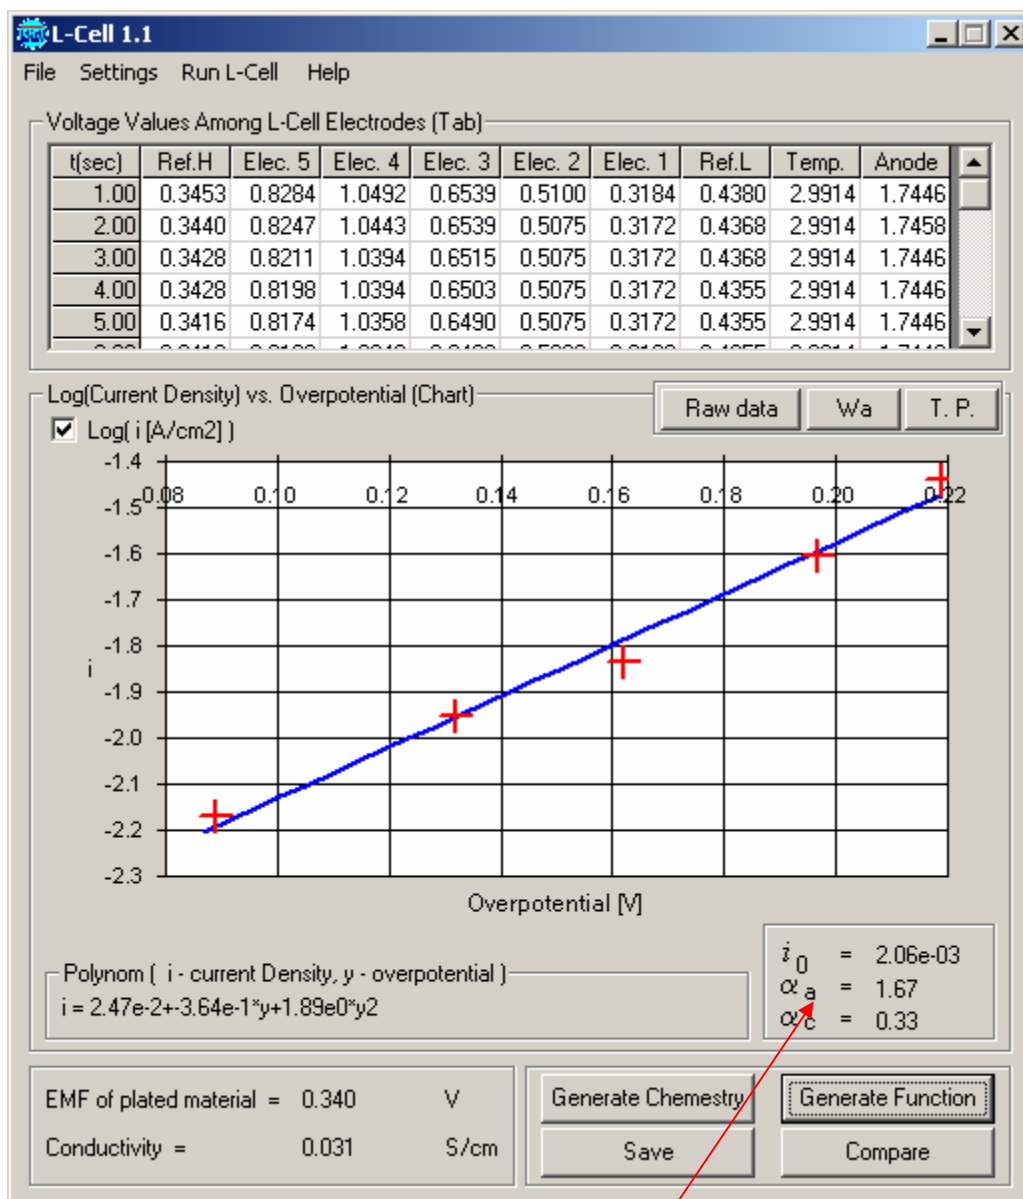 L-Cell 1.1
File Settings Run L-Cell Help
Voltage Values Among L-Cell Electrodes (Tab)
t(sec) Ref.H Elec. 5 Elec. 4 Elec. 3 Elec. 2 Elec. 1 Ref.L Temp. Anode
1.00 0.3453 0.8284 1.0492 0.6539 0.5100 0.3184 0.4380 2.9914 1.7446
2.00 0.3440 0.8247 1.0443 0.6539 0.5075 0.3172 0.4368 2.9914 1.7458
3.00 0.3428 0.8211 1.0394 0.6515 0.5075 0.3172 0.4368 2.9914 1.7446
4.00 0.3428 0.8198 1.0394 0.6503 0.5075 0.3172 0.4355 2.9914 1.7446
5.00 0.3416 0.8174 1.0358 0.6490 0.5075 0.3172 0.4355 2.9914 1.7446
Log(Current Density) vs. Overpotential (Chart)
Raw data Wa T. P.
Log( i [A/cm2] )
-1.4
0.08 0.10 0.12 0.14 0.16 0.18 0.20 0.22
-1.5
-1.6
-1.7
-1.8
i
-1.9
-2.0
-2.1
-2.2
-2.3
Overpotential [V]
i0 = 2.06e-03
αa = 1.67
αc = 0.33
Polynom ( i - current Density, y - overpotential )
i = 2.47e-2+-3.64e-1*y+1.89e0*y2
EMF of plated material = 0.340 V
Conductivity = 0.031 S/cm
Generate Chemestry Generate Function
Save Compare